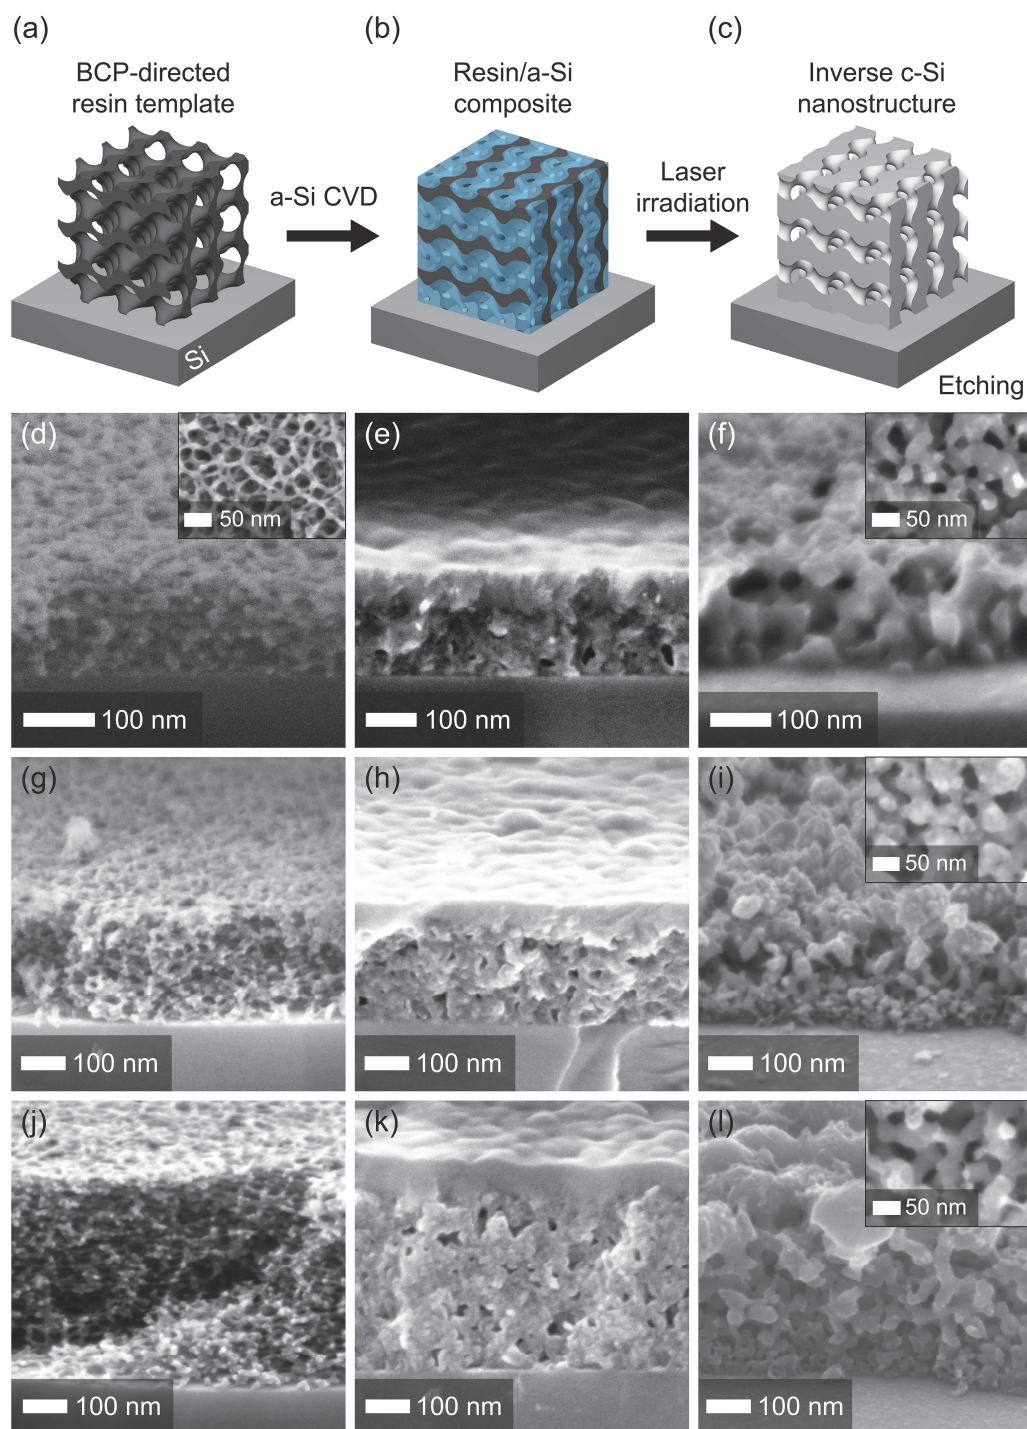 (a)
(b)
(c)
BCP-directed
resin template
Resin/a-Si
composite
Inverse c-Si
nanostructure
a-Si CVD
Laser
irradiation
Si
Etching
(d)
50 nm
100 nm
(e)
100 nm
(f)
50 nm
100 nm
(g)
100 nm
(h)
100 nm
(i)
50 nm
100 nm
(j)
100 nm
(k)
100 nm
(l)
50 nm
100 nm